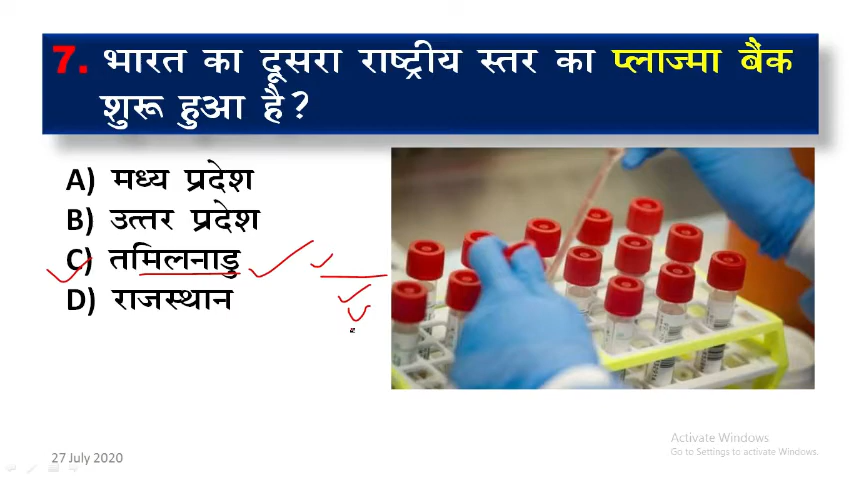 7. भारत का दूसरा राष्ट्रीय स्तर का प्लाज्मा बैंक
शुरू हुआ है?
A) मध्य प्रदेश
B) उत्तर प्रदेश
C) तमिलनाडु
D) राजस्थान
27 July 2020
Activate Windows
Go to Settings to activate Windows.